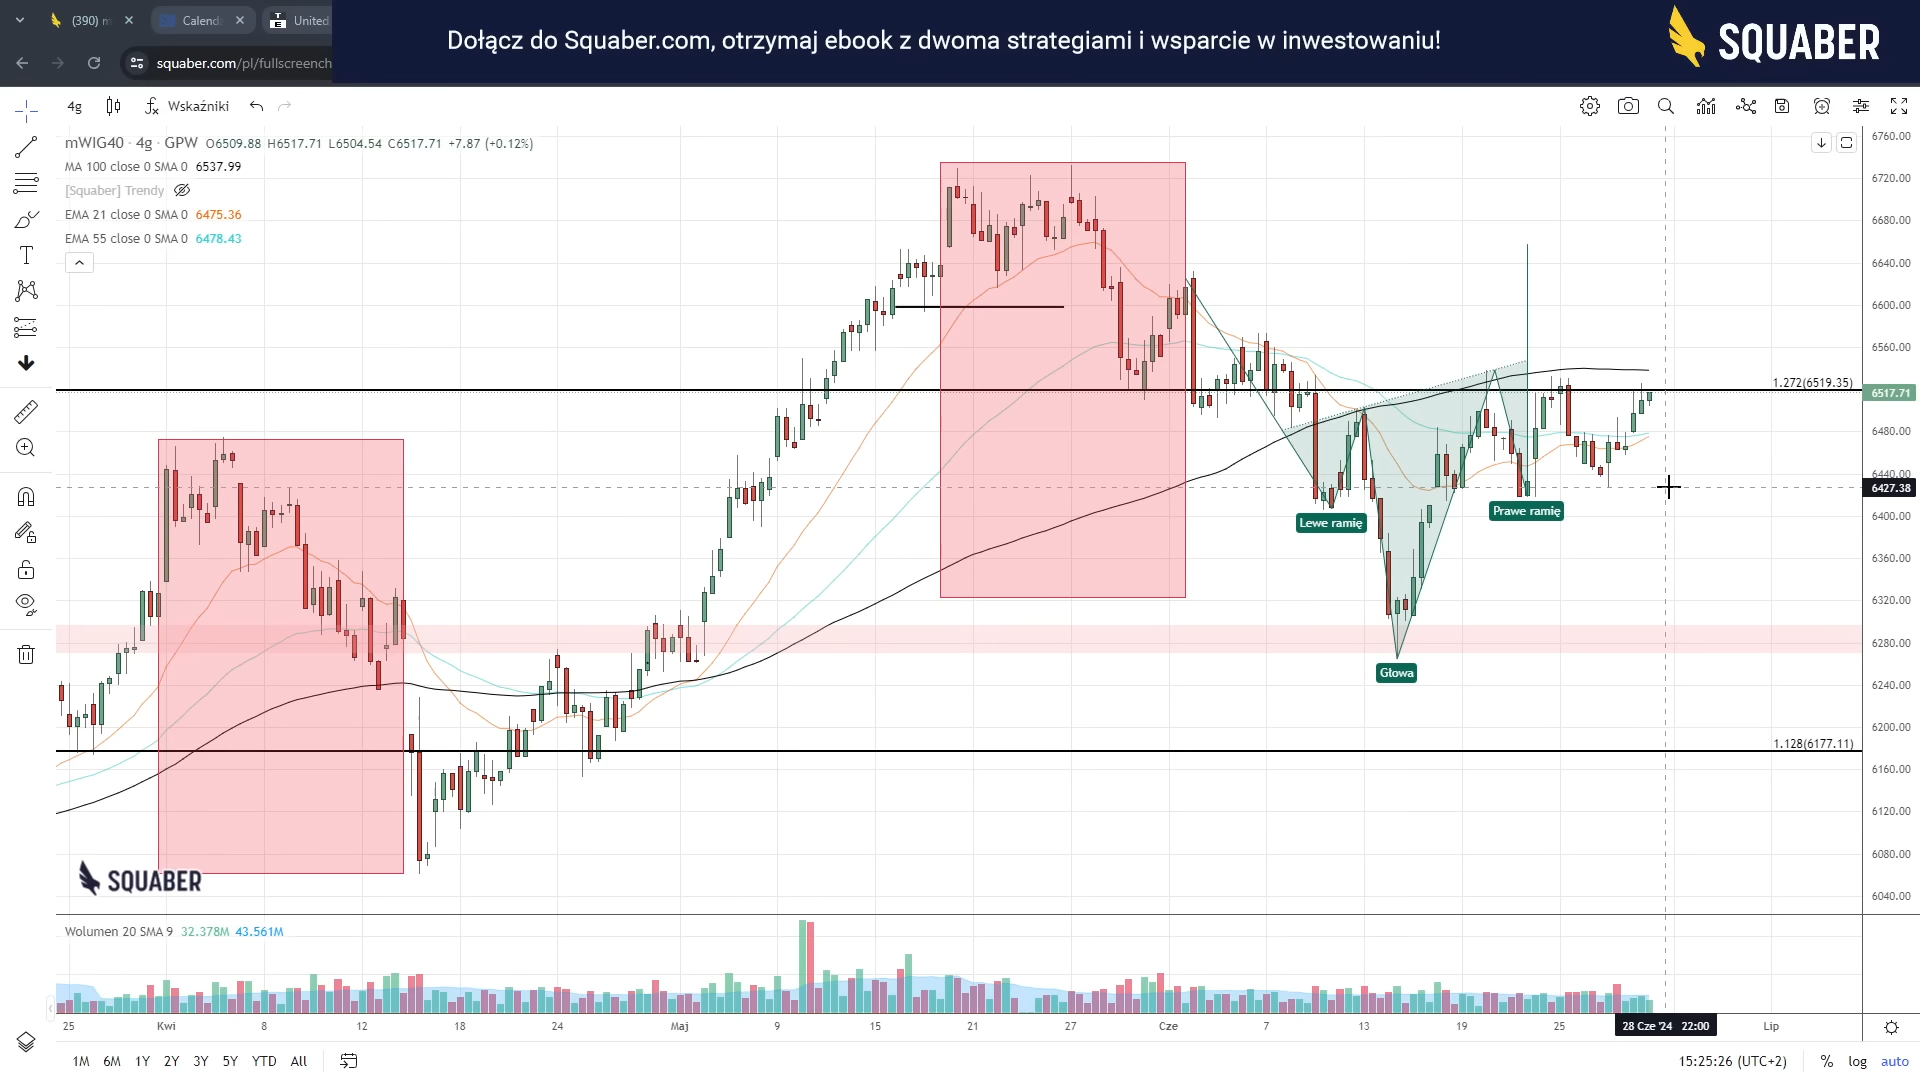 (390) m
Calend
United
squaber.com/pl/fullscreench
Dołącz do Squaber.com, otrzymaj ebook z dwoma strategiami i wsparcie w inwestowaniu!
SQUABER
4g
Wskaźniki
mWIG40 · 4g · GPW O6509.88 H6517.71 L6504.54 C6517.71 +7.87 (+0.12%)
MA 100 close 0 SMA 0 6537.99
[Squaber] Trendy
EMA 21 close 0 SMA 0 6475.36
EMA 55 close 0 SMA 0 6478.43
6760.00
6720.00
6680.00
6640.00
6600.00
6560.00
1.272(6519.35)
6517.71
6480.00
6440.00
6427.38
6400.00
6360.00
6320.00
6280.00
6240.00
6200.00
1.128(6177.11)
6160.00
6120.00
6080.00
6040.00
Lewe ramię
Prawe ramię
Głowa
SQUABER
Wolumen 20 SMA 9 32.378M 43.561M
25 Kwi 8 12 18 24 Maj 9 15 21 27 Cze 7 13 19 25 28 Cze '24 22:00 Lip
1M 6M 1Y 2Y 3Y 5Y YTD All
15:25:26 (UTC+2) % log auto